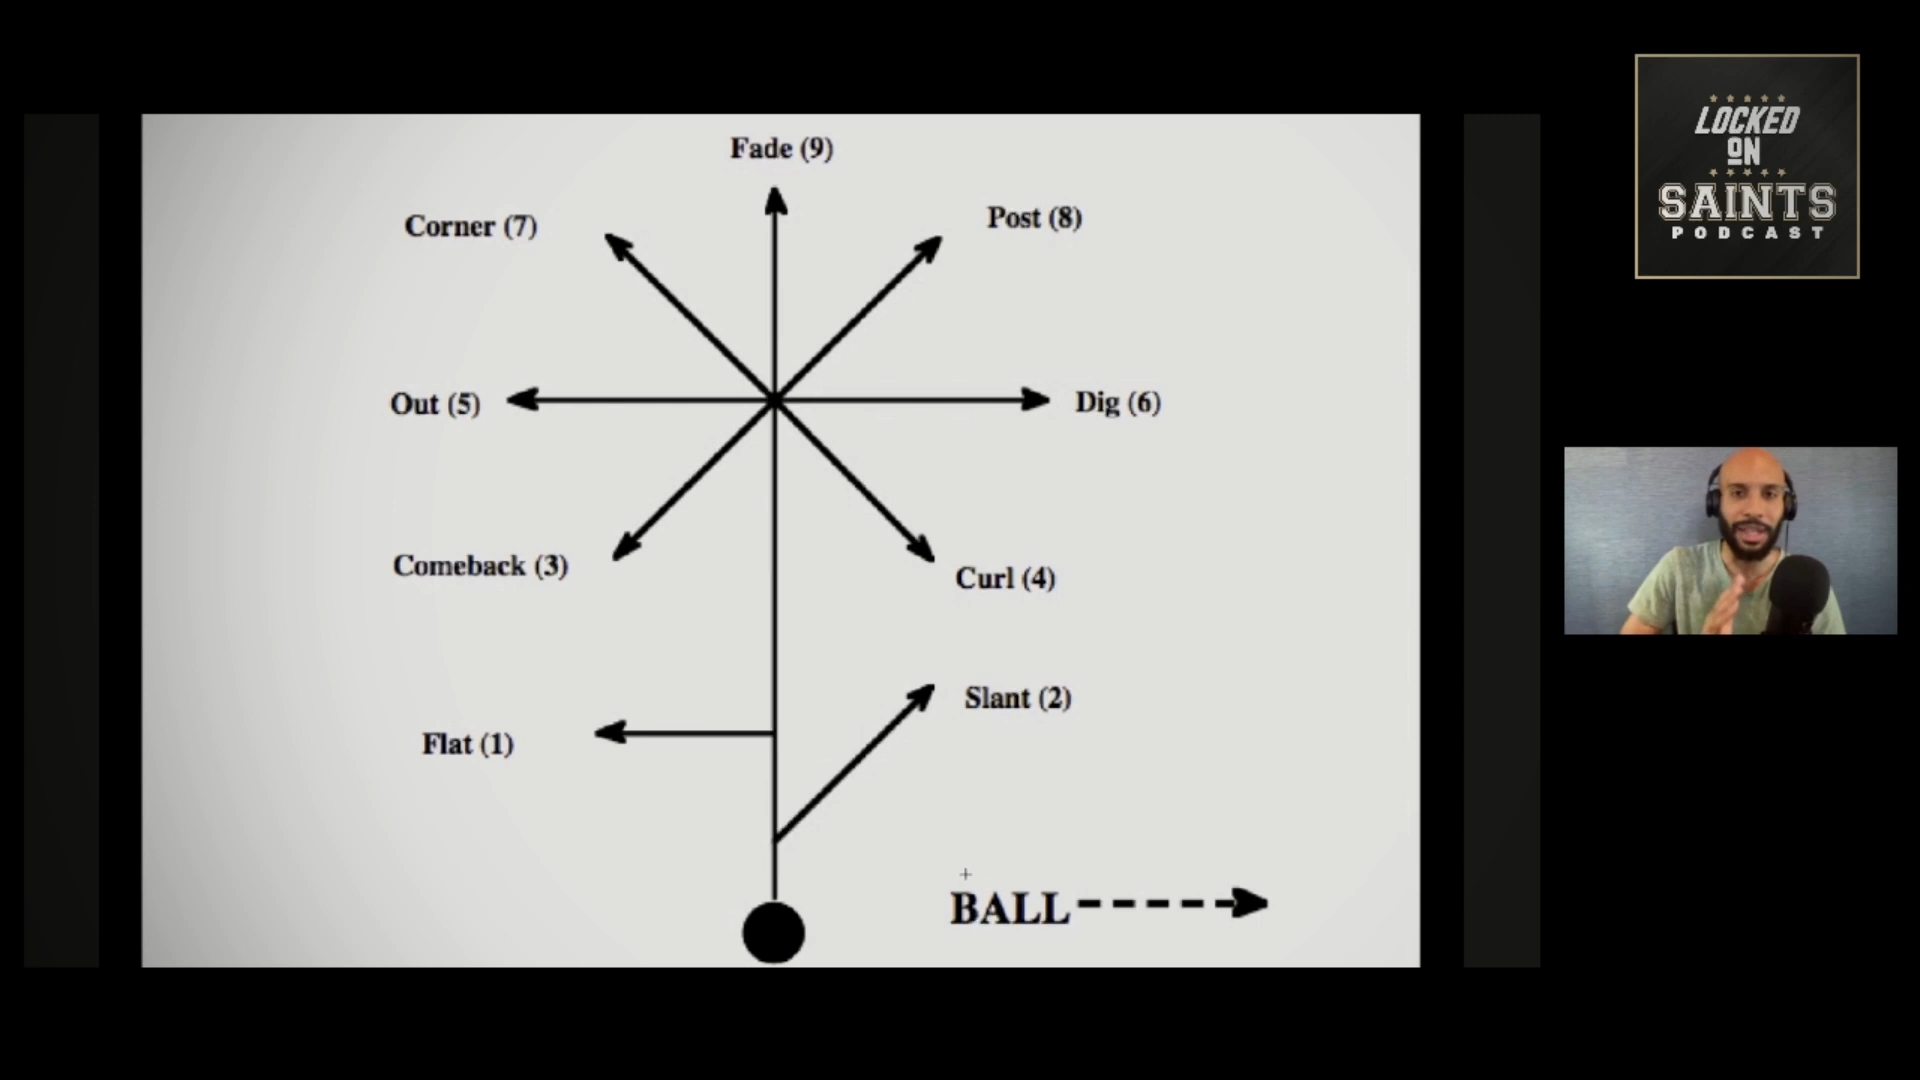 Fade (9)
Corner (7)
Post (8)
Out (5)
Dig (6)
Comeback (3)
Curl (4)
Slant (2)
Flat (1)
BALL
LOCKED
ON
SAINTS
PODCAST